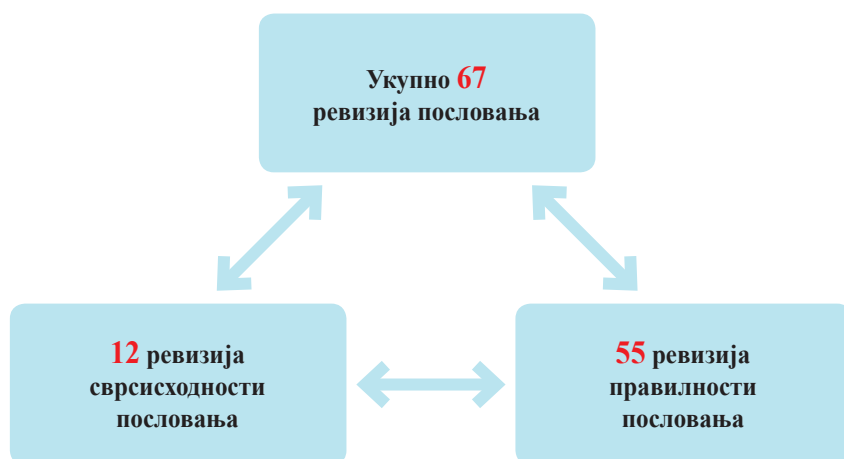 Укупно 67
ревизија пословања
12 ревизија
сврсисходности
пословања
55 ревизија
правилности
пословања